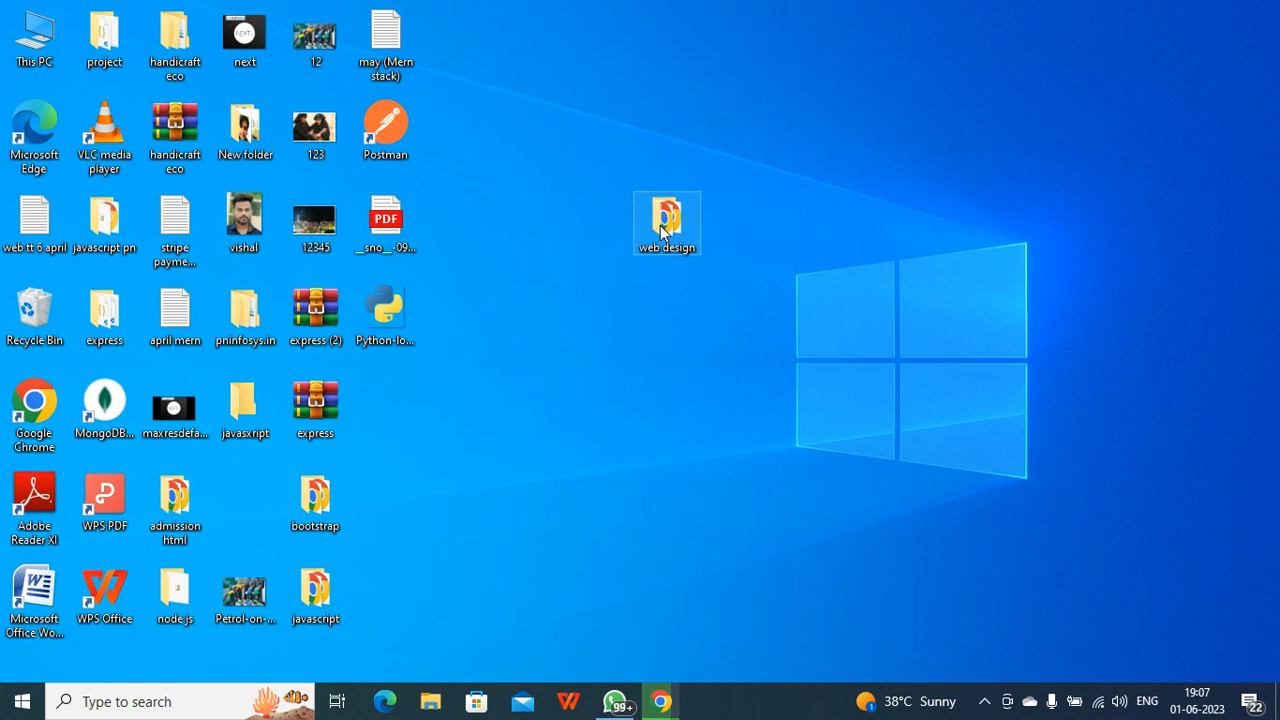 This PC
project
handicraft
eco
next
12
may (Mern
stack)
Microsoft
Edge
VLC media
player
handicraft
eco
New folder
123
Postman
web tt 6 april
javascript pn
stripe
payme...
vishal
12345
PDF
__sno__-09...
web design
Recycle Bin
express
april mern
pninfosys.in
express (2)
Python-lo...
Google
Chrome
MongoDB...
maxresdefa...
javasxript
express
Adobe
Reader XI
WPS PDF
admission
html
bootstrap
Microsoft
Office Wo...
WPS Office
node js
Petrol-on-...
javascript
Type to search
99+
38°C Sunny
ENG
19:07
01-06-2023
22